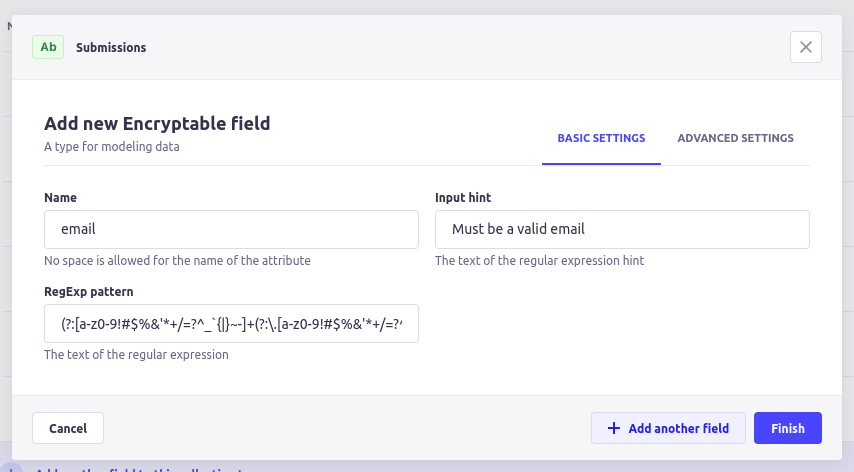 Ab Submissions
Add new Encryptable field
A type for modeling data
BASIC SETTINGS
ADVANCED SETTINGS
Name
email
No space is allowed for the name of the attribute
Input hint
Must be a valid email
The text of the regular expression hint
RegExp pattern
(?:[a-z0-9!#$%&'*+/=?^_`{|}~-]+(?:\.[a-z0-9!#$%&'*+/=?^
The text of the regular expression
Cancel
Add another field
Finish